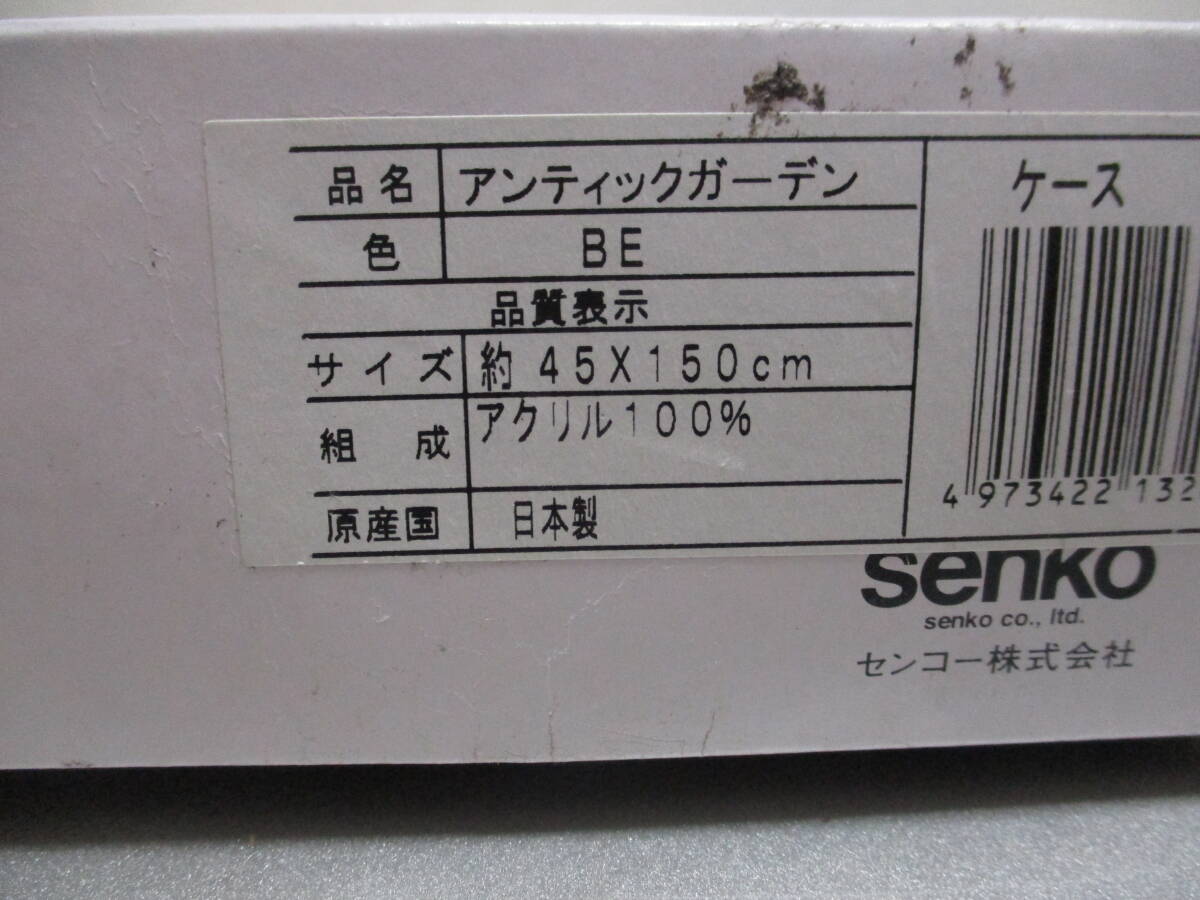 品名 アンティックガーデン
色 BE
品質表示
サイズ 約 45X150cm
組成 アクリル100%
原産国 日本製
ケース
4 973422 132
senko
senko co., ltd.
センコー株式会社